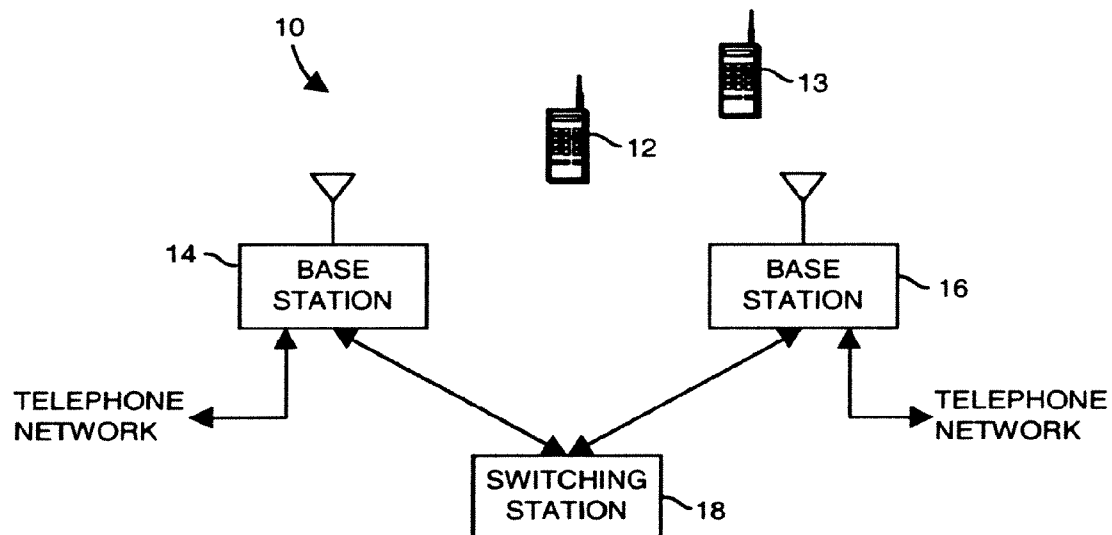 10
13
12
14
BASE
STATION
BASE
STATION
16
TELEPHONE
NETWORK
TELEPHONE
NETWORK
SWITCHING
STATION
18